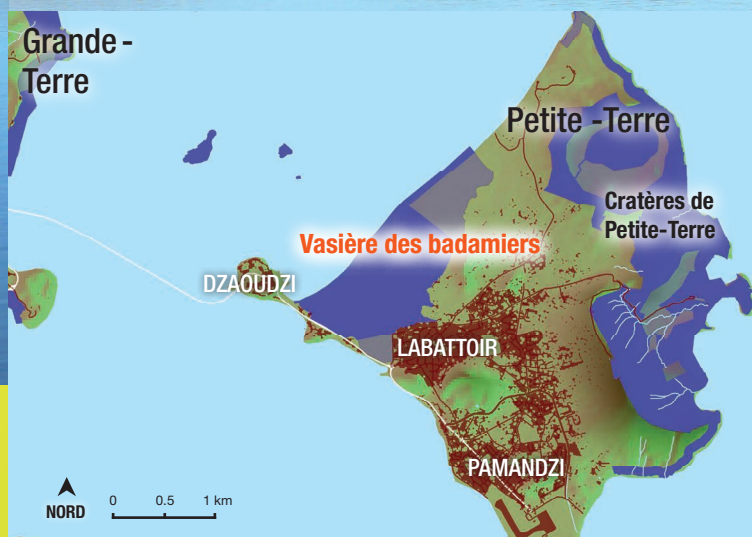 Grande -
Terre
Petite -Terre
Cratères de
Petite-Terre
Vasière des badamiers
DZAOUDZI
LABATTOIR
PAMANDZI
NORD
0 0.5 1 km